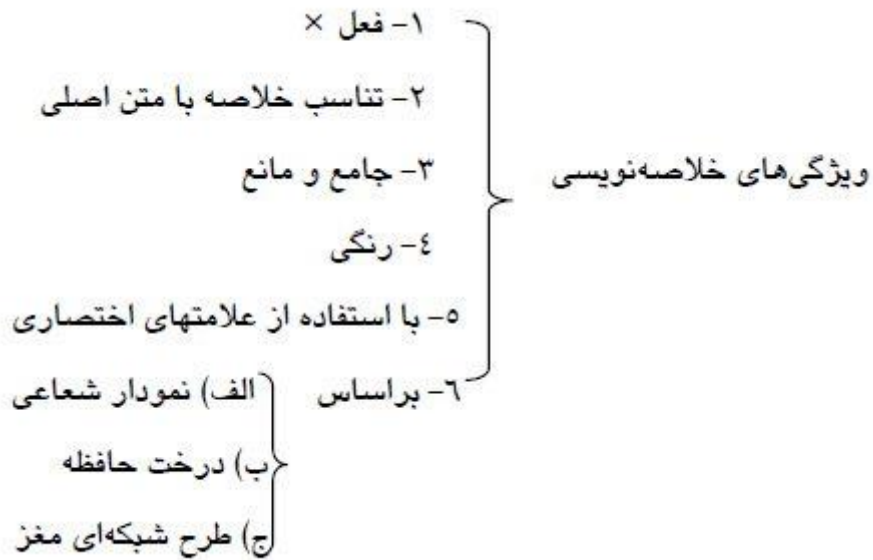 ویژگی‌های خلاصه‌نویسی
۱- فعل ×
۲- تناسب خلاصه با متن اصلی
۳- جامع و مانع
٤- رنگی
٥- با استفاده از علامتهای اختصاری
٦- براساس
الف) نمودار شعاعی
ب) درخت حافظه
ج) طرح شبکه‌ای مغز